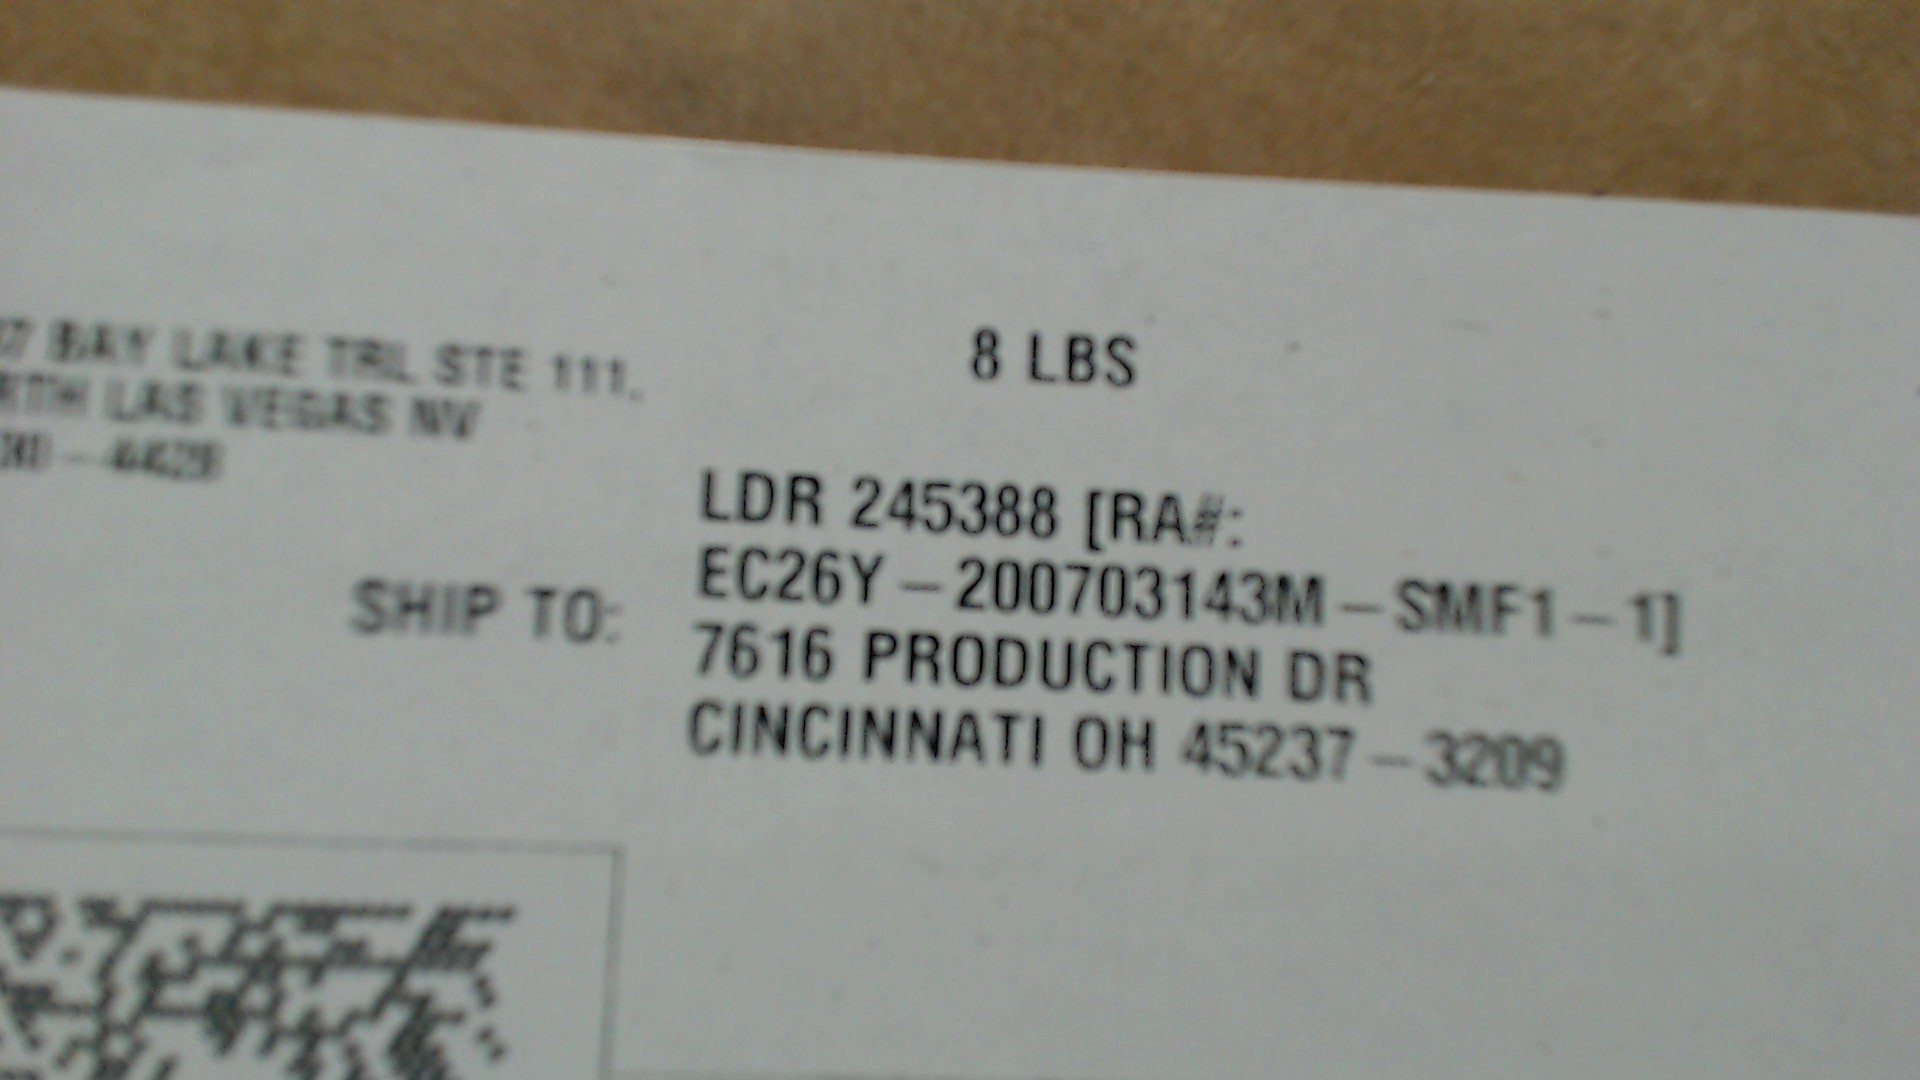 BAY LAKE TRL STE 111.
LAS VEGAS NV
8 LBS
LDR 245388 [RA#:
EC26Y-200703143M-SMF1-1]
SHIP TO:
7616 PRODUCTION DR
CINCINNATI OH 45237-3209